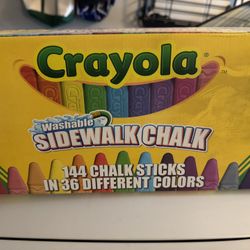 Crayola
Washable
SIDEWALK CHALK
144 CHALK STICKS
IN 36 DIFFERENT COLORS